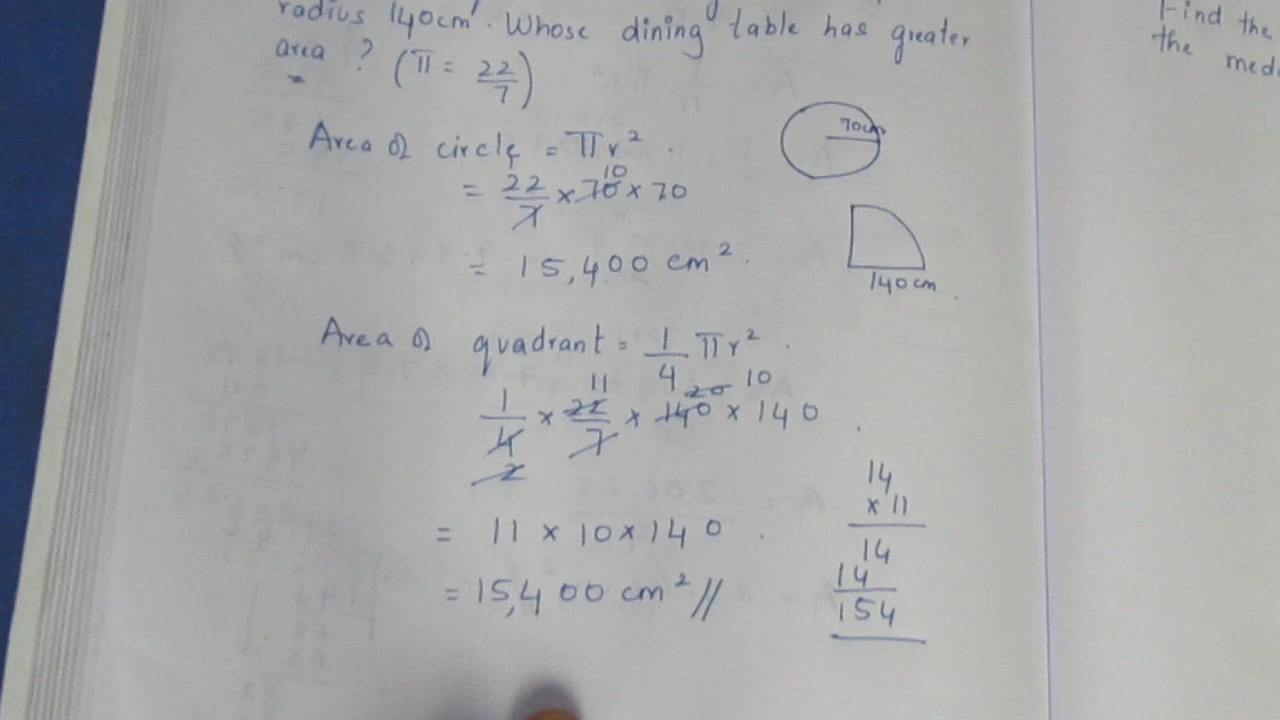 radius 140cm. Whose dining table has greater
area ? (π = 22/7)
Area of circle = πr².
70cm
= 22/7 × 70 × 70
10
= 15,400 cm².
140cm.
Area of quadrant = 1/4 πr².
11 20 10
1/4 × 22/7 × 140 × 140.
2
= 11 × 10 × 140.
= 15,400 cm² //
14
× 11
14
14
154
Find the
the